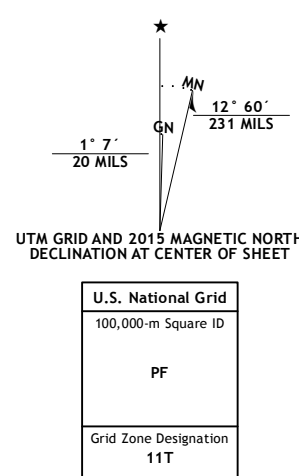 ★
MN
GN
12° 60´
231 MILS
1° 7´
20 MILS
UTM GRID AND 2015 MAGNETIC NORTH
DECLINATION AT CENTER OF SHEET
U.S. National Grid
100,000-m Square ID
PF
Grid Zone Designation
11T